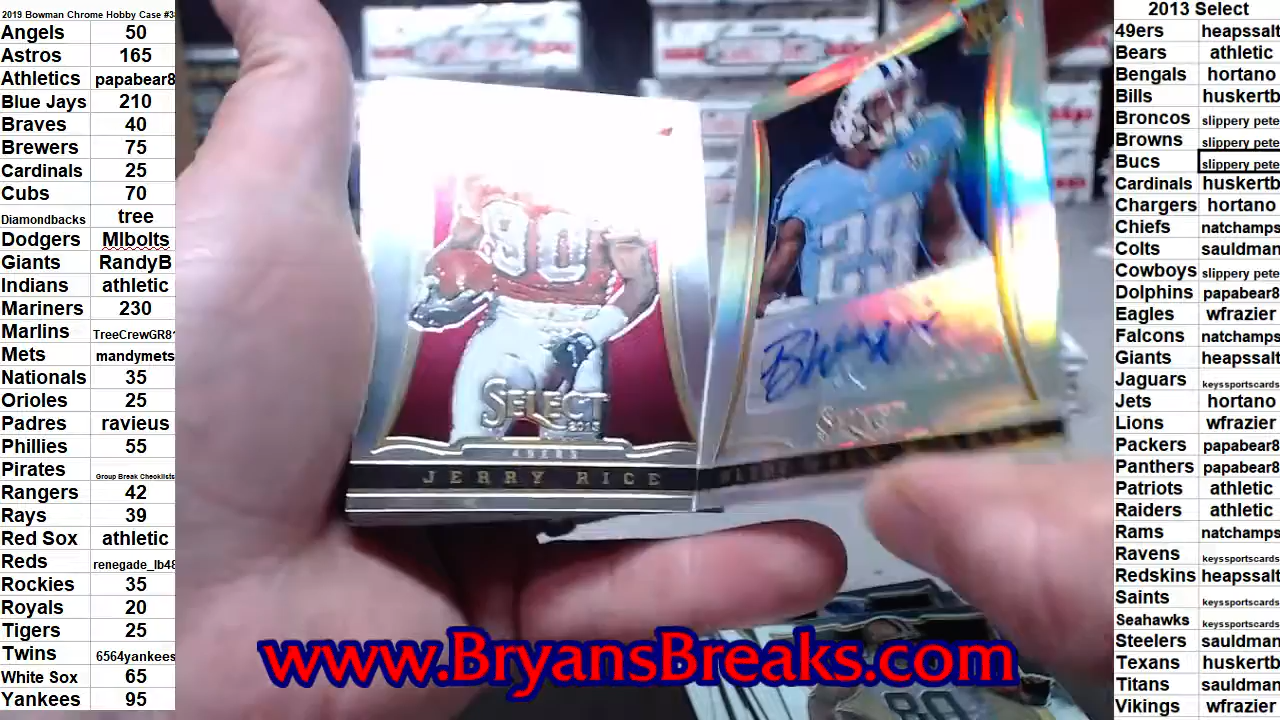 2019 Bowman Chrome Hobby Case #3
Angels 50
Astros 165
Athletics papabear8
Blue Jays 210
Braves 40
Brewers 75
Cardinals 25
Cubs 70
Diamondbacks tree
Dodgers Mlbolts
Giants RandyB
Indians athletic
Mariners 230
Marlins TreeCrewGR8
Mets mandymets
Nationals 35
Orioles 25
Padres ravieus
Phillies 55
Pirates Group Break Checklists
Rangers 42
Rays 39
Red Sox athletic
Reds renegade_lb48
Rockies 35
Royals 20
Tigers 25
Twins 6564yankees
White Sox 65
Yankees 95
80
SELECT
2013
49ERS
JERRY RICE
SELECT
www.BryansBreaks.com
80
2013 Select
49ers heapssalt
Bears athletic
Bengals hortano
Bills huskertb
Broncos slippery pete
Browns slippery pete
Bucs slippery pete
Cardinals huskertb
Chargers hortano
Chiefs natchamps
Colts sauldman
Cowboys slippery pete
Dolphins papabear8
Eagles wfrazier
Falcons natchamps
Giants heapssalt
Jaguars keyssportscards
Jets hortano
Lions wfrazier
Packers papabear8
Panthers papabear8
Patriots athletic
Raiders athletic
Rams natchamps
Ravens keyssportscards
Redskins heapssalt
Saints keyssportscards
Seahawks keyssportscards
Steelers sauldman
Texans huskertb
Titans sauldman
Vikings wfrazier